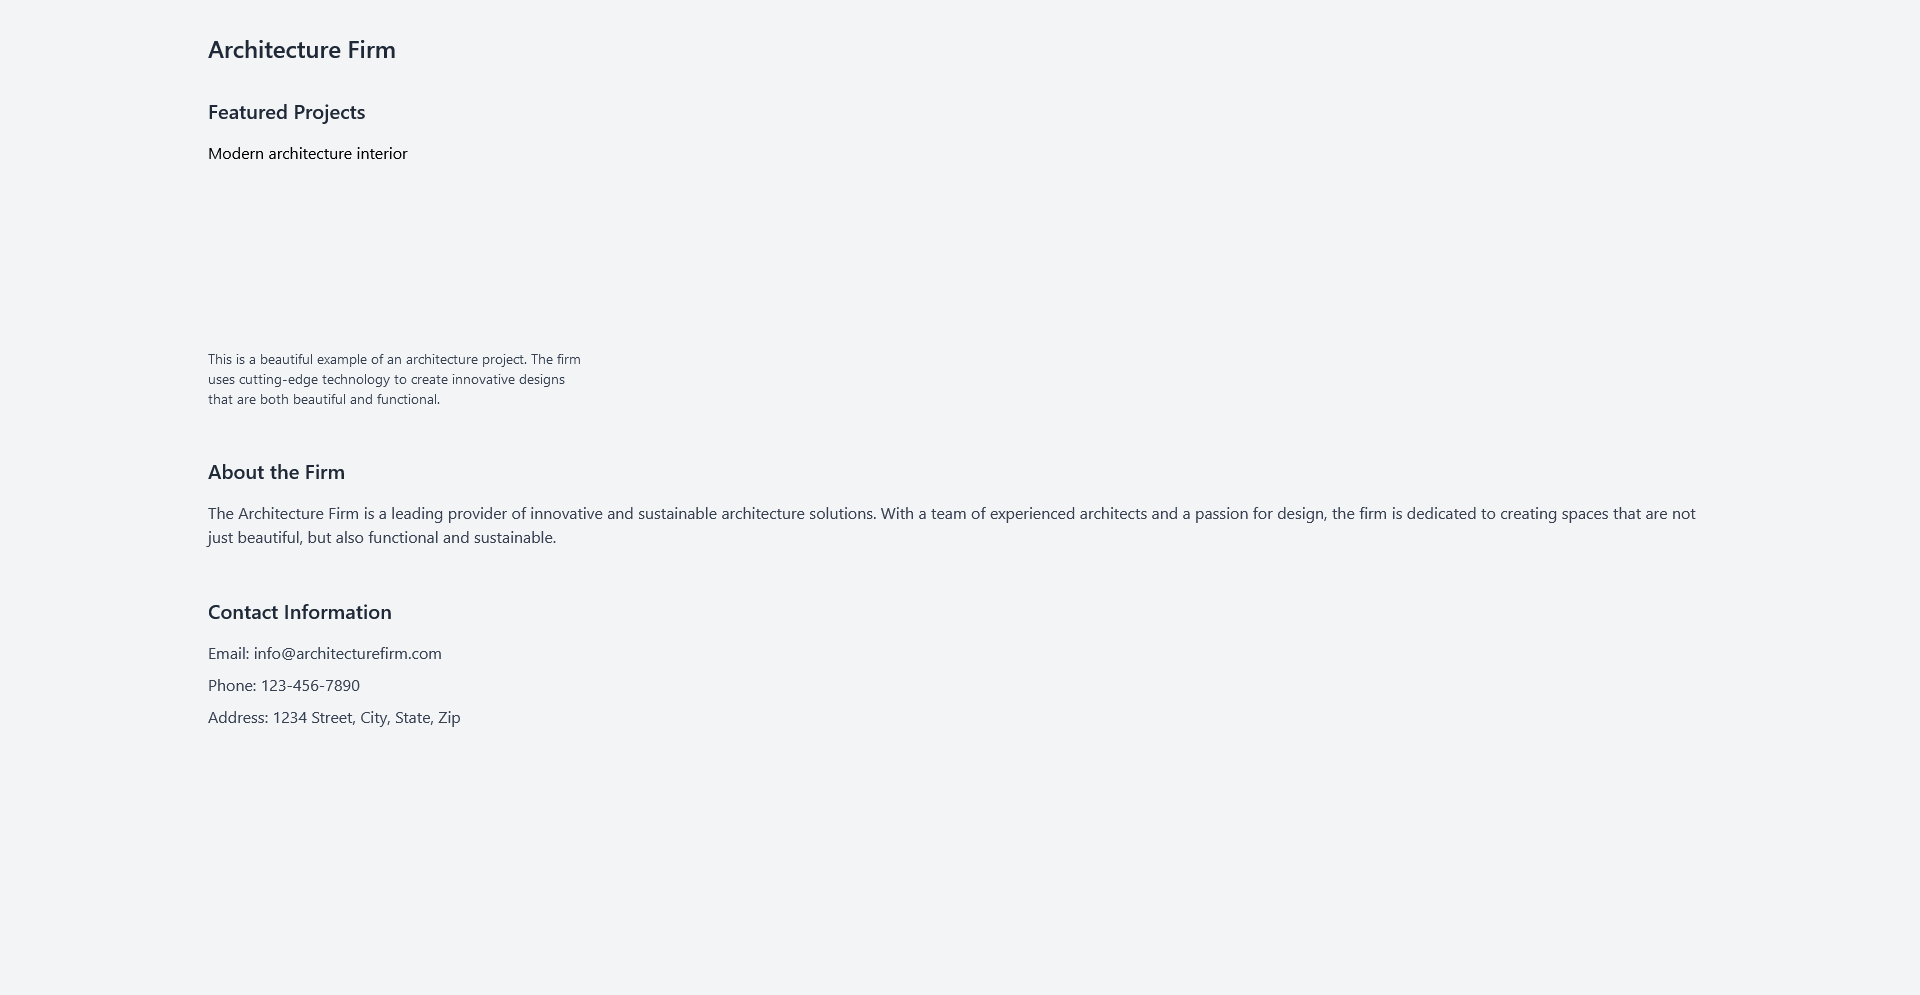 Architecture Firm
Featured Projects
Modern architecture interior
This is a beautiful example of an architecture project. The firm
uses cutting-edge technology to create innovative designs
that are both beautiful and functional.
About the Firm
The Architecture Firm is a leading provider of innovative and sustainable architecture solutions. With a team of experienced architects and a passion for design, the firm is dedicated to creating spaces that are not
just beautiful, but also functional and sustainable.
Contact Information
Email: info@architecturefirm.com
Phone: 123-456-7890
Address: 1234 Street, City, State, Zip